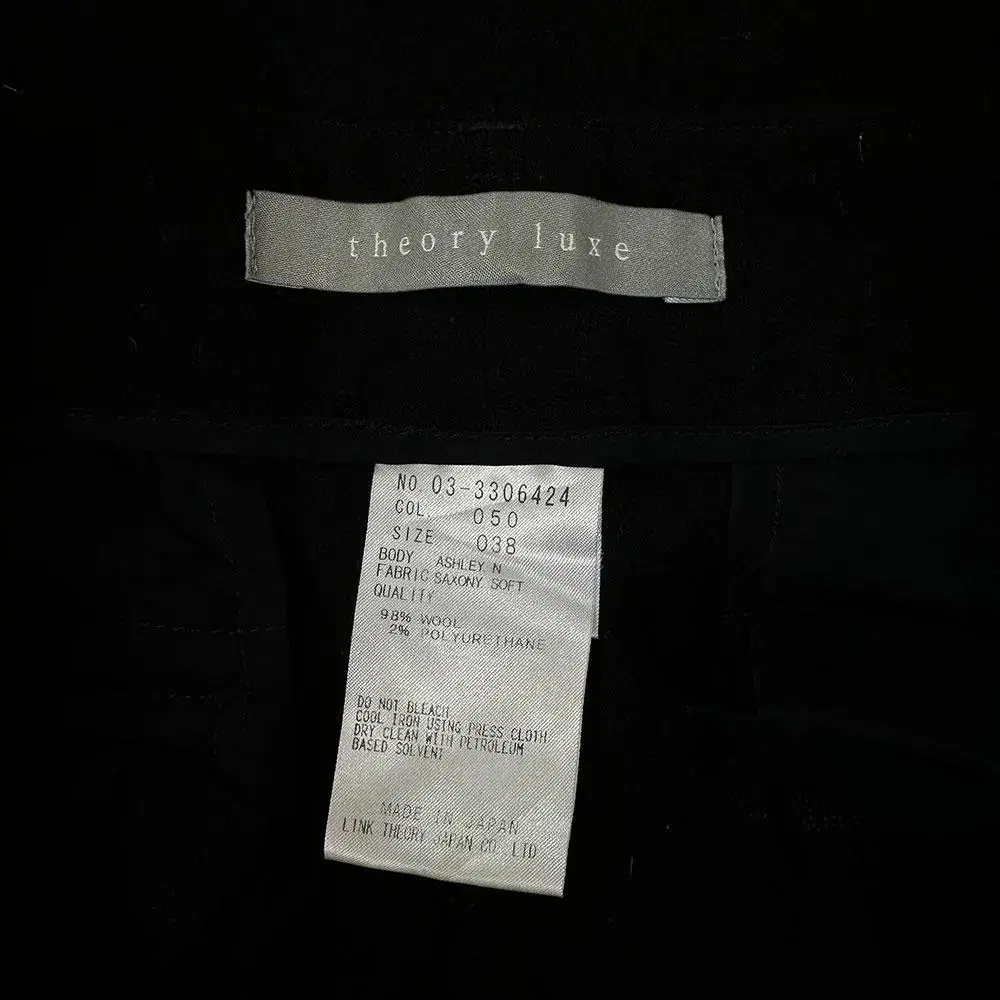 theory luxe
NO. 03-3306424
COL 050
SIZE 038
BODY ASHLEY N
FABRIC SAXONY SOFT
QUALITY
98% WOOL
2% POLYURETHANE
DO NOT BLEACH
COOL IRON USING PRESS CLOTH
DRY CLEAN WITH PETROLEUM
BASED SOLVENT
MADE IN JAPAN
LINK THEORY JAPAN CO. LTD